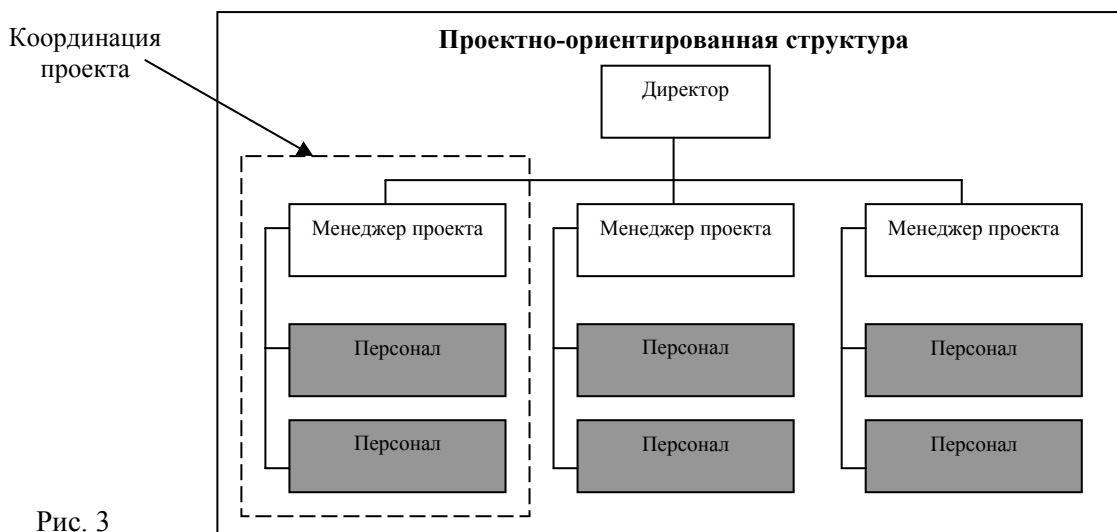 Координация
проекта
Проектно-ориентированная структура
Директор
Менеджер проекта
Менеджер проекта
Менеджер проекта
Персонал
Персонал
Персонал
Персонал
Персонал
Персонал
Рис. 3